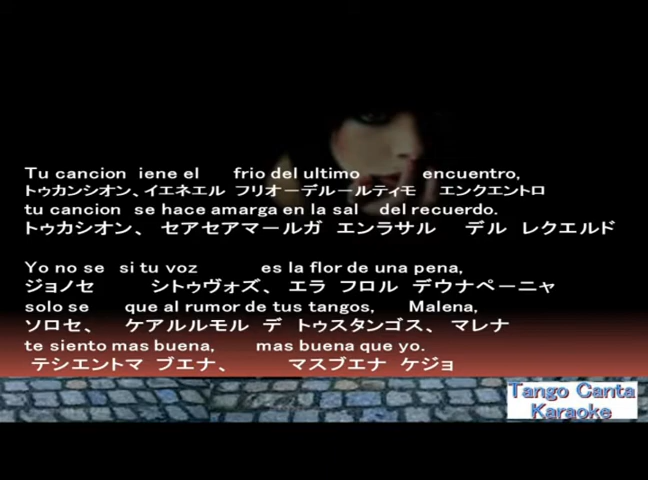 Tu cancion iene el frio del ultimo encuentro,
トゥカンシオン、イエネエル フリオーデルールティモ エンクエントロ
tu cancion se hace amarga en la sal del recuerdo.
トゥカシオン、 セアセアマールガ エンラサル デル レクエルド
Yo no se si tu voz es la flor de una pena,
ジョノセ シトゥヴォズ、 エラ フロル デウナペーニャ
solo se que al rumor de tus tangos, Malena,
ソロセ、 ケアルルモル デ トゥスタンゴス、 マレナ
te siento mas buena, mas buena que yo.
テシエントマ ブエナ、 マスブエナ ケジョ
Tango Canta
Karaoke